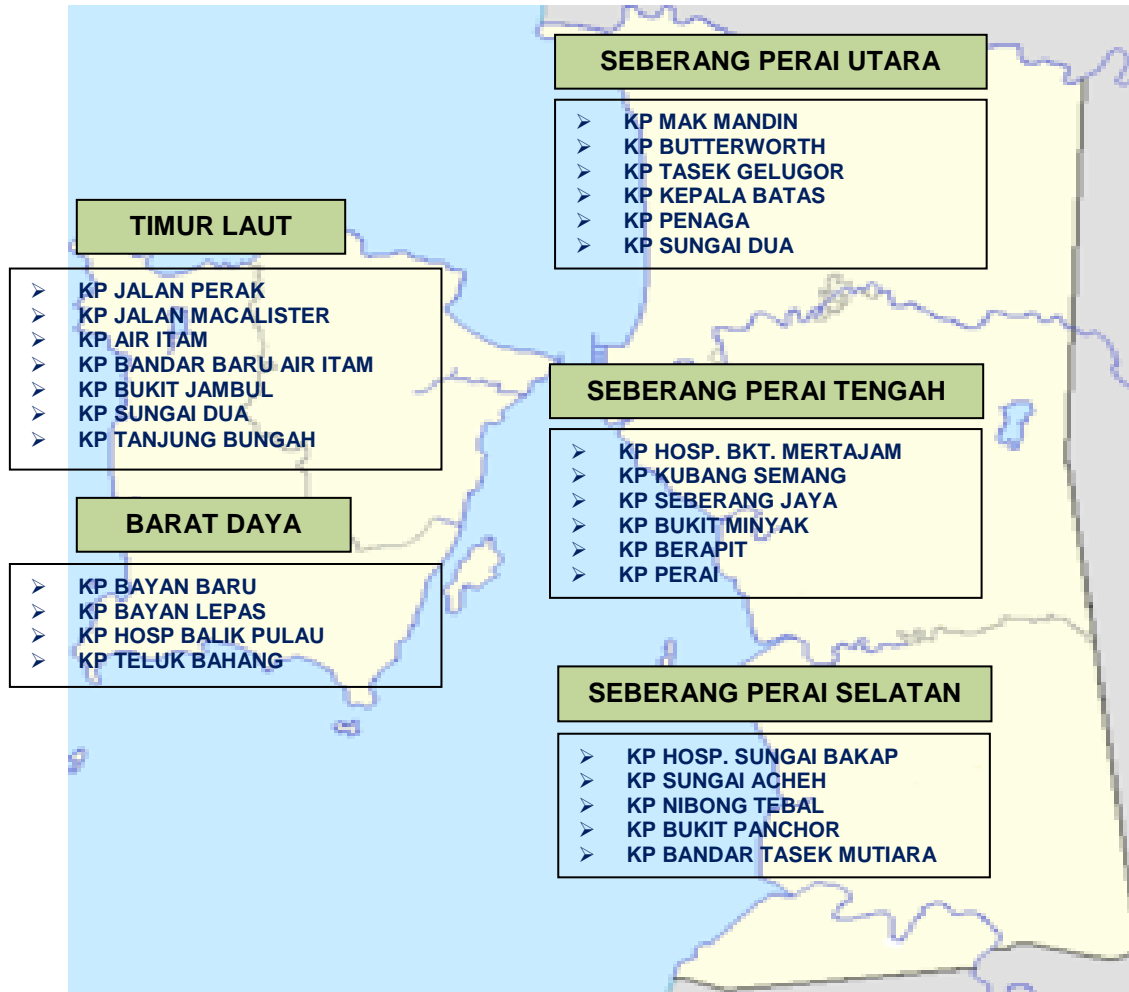 TIMUR LAUT
➢ KP JALAN PERAK
➢ KP JALAN MACALISTER
➢ KP AIR ITAM
➢ KP BANDAR BARU AIR ITAM
➢ KP BUKIT JAMBUL
➢ KP SUNGAI DUA
➢ KP TANJUNG BUNGAH
BARAT DAYA
➢ KP BAYAN BARU
➢ KP BAYAN LEPAS
➢ KP HOSP BALIK PULAU
➢ KP TELUK BAHANG
SEBERANG PERAI UTARA
➢ KP MAK MANDIN
➢ KP BUTTERWORTH
➢ KP TASEK GELUGOR
➢ KP KEPALA BATAS
➢ KP PENAGA
➢ KP SUNGAI DUA
SEBERANG PERAI TENGAH
➢ KP HOSP. BKT. MERTAJAM
➢ KP KUBANG SEMANG
➢ KP SEBERANG JAYA
➢ KP BUKIT MINYAK
➢ KP BERAPIT
➢ KP PERAI
SEBERANG PERAI SELATAN
➢ KP HOSP. SUNGAI BAKAP
➢ KP SUNGAI ACHEH
➢ KP NIBONG TEBAL
➢ KP BUKIT PANCHOR
➢ KP BANDAR TASEK MUTIARA